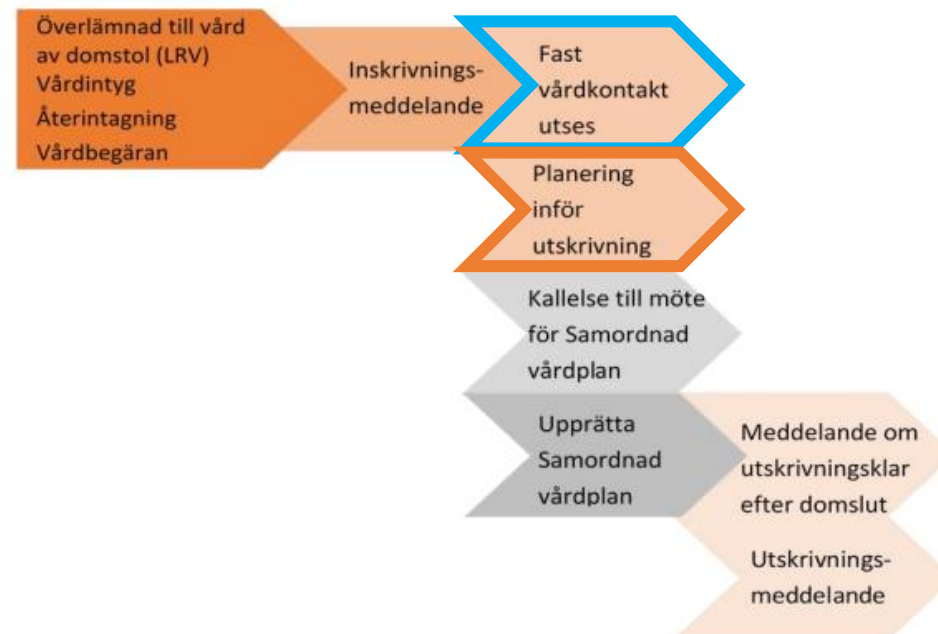 Överlämnad till vård
av domstol (LRV)
Vårdintyg
Återintagning
Vårdbegäran
Inskrivnings-
meddelande
Fast
vårdkontakt
utses
Planering
inför
utskrivning
Kallelse till möte
för Samordnad
vårdplan
Upprätta
Samordnad
vårdplan
Meddelande om
utskrivningsklar
efter domslut
Utskrivnings-
meddelande